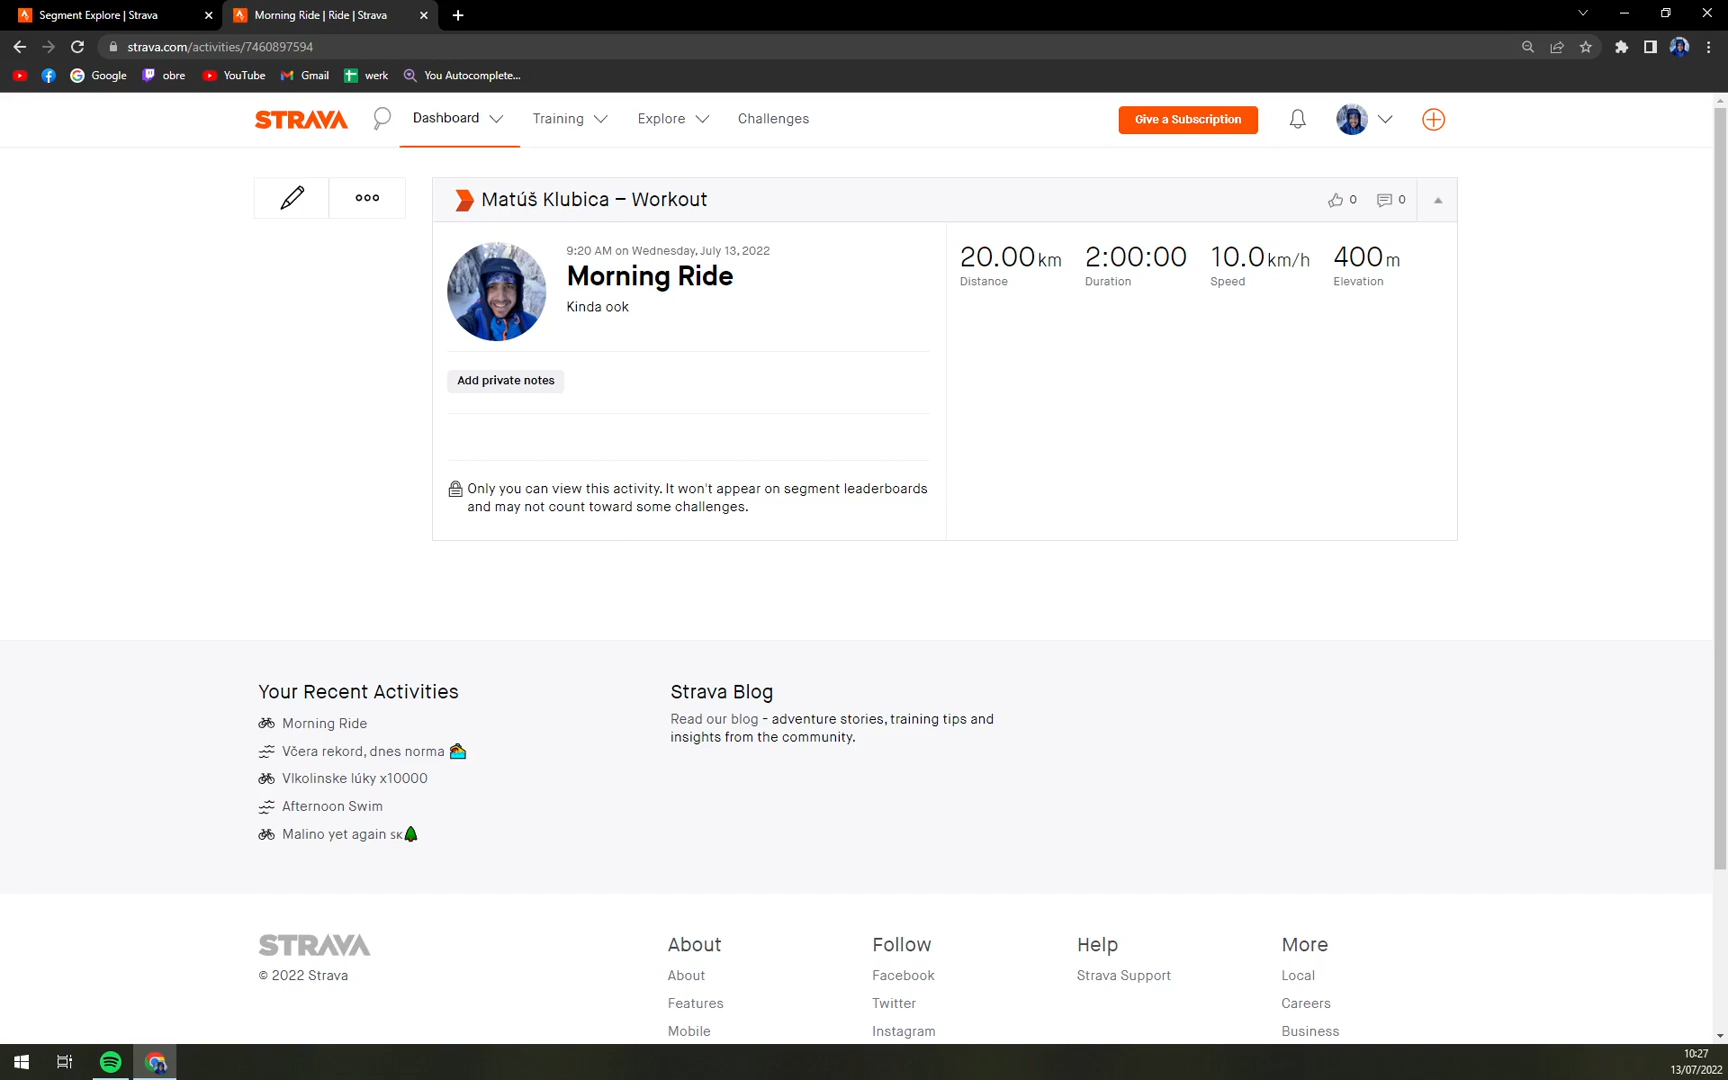 Segment Explore | Strava
Morning Ride | Ride | Strava
strava.com/activities/7460897594
Google
obre
YouTube
Gmail
werk
You Autocomplete...
STRAVA
Dashboard
Training
Explore
Challenges
Give a Subscription
Matúš Klubica – Workout
0
0
9:20 AM on Wednesday, July 13, 2022
Morning Ride
Kinda ook
20.00 km
Distance
2:00:00
Duration
10.0 km/h
Speed
400 m
Elevation
Add private notes
Only you can view this activity. It won't appear on segment leaderboards
and may not count toward some challenges.
Your Recent Activities
Morning Ride
Včera rekord, dnes norma
Vlkolinske lúky x10000
Afternoon Swim
Malino yet again SK
Strava Blog
Read our blog - adventure stories, training tips and
insights from the community.
STRAVA
© 2022 Strava
About
About
Features
Mobile
Follow
Facebook
Twitter
Instagram
Help
Strava Support
More
Local
Careers
Business
10:27
13/07/2022